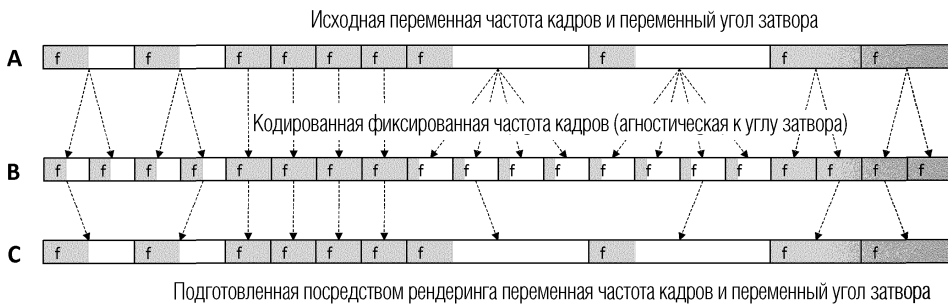 Исходная переменная частота кадров и переменный угол затвора
A f f f f f f f f f f
Кодированная фиксированная частота кадров (агностическая к углу затвора)
B f f f f f f f f f f f f f f f f f f f f
C f f f f f f f f f f
Подготовленная посредством рендеринга переменная частота кадров и переменный угол затвора